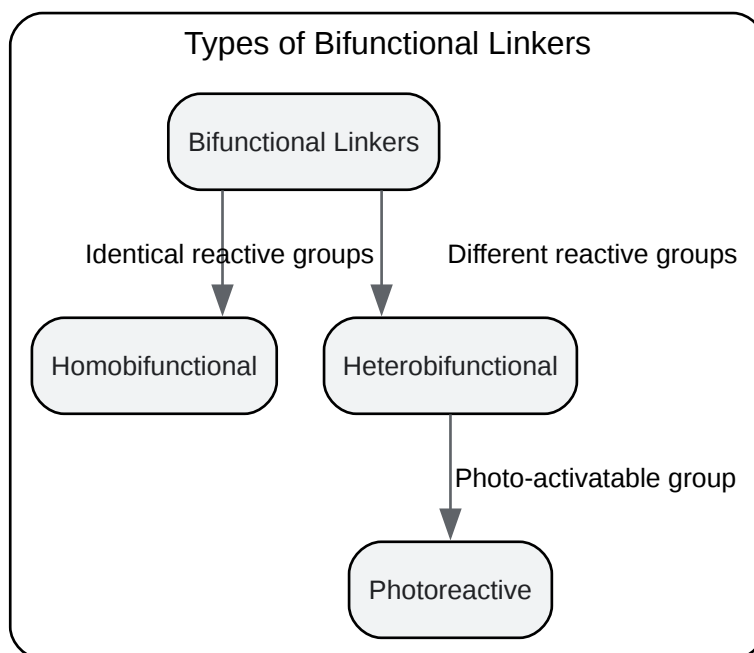 Types of Bifunctional Linkers
Bifunctional Linkers
Identical reactive groups
Different reactive groups
Homobifunctional
Heterobifunctional
Photo-activatable group
Photoreactive